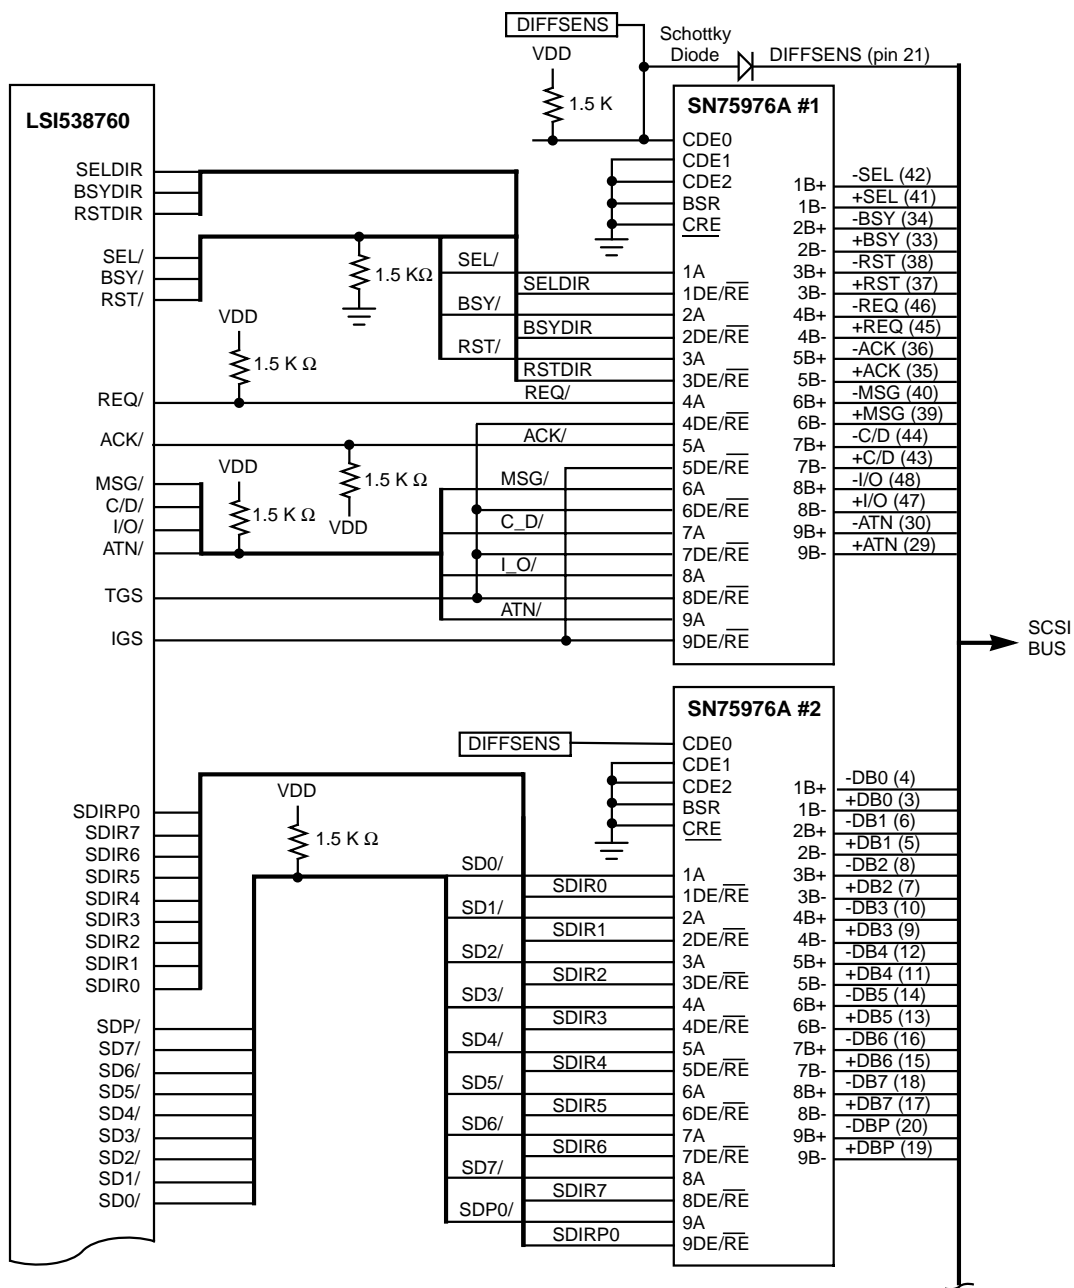 DIFFSENS
VDD
1.5 K
Schottky
Diode
DIFFSENS (pin 21)
LSI538760
SELDIR
BSYDIR
RSTDIR
SEL/
BSY/
RST/
1.5 KΩ
VDD
1.5 K Ω
REQ/
ACK/
VDD
1.5 K Ω
1.5 K Ω
VDD
MSG/
C/D/
I/O/
ATN/
TGS
IGS
SEL/
SELDIR
BSY/
BSYDIR
RST/
RSTDIR
REQ/
ACK/
MSG/
C_D/
I_O/
ATN/
SN75976A #1
CDE0
CDE1
CDE2
BSR
CRE
1A
1DE/RE
2A
2DE/RE
3A
3DE/RE
4A
4DE/RE
5A
5DE/RE
6A
6DE/RE
7A
7DE/RE
8A
8DE/RE
9A
9DE/RE
1B+
1B-
2B+
2B-
3B+
3B-
4B+
4B-
5B+
5B-
6B+
6B-
7B+
7B-
8B+
8B-
9B+
9B-
-SEL (42)
+SEL (41)
-BSY (34)
+BSY (33)
-RST (38)
+RST (37)
-REQ (46)
+REQ (45)
-ACK (36)
+ACK (35)
-MSG (40)
+MSG (39)
-C/D (44)
+C/D (43)
-I/O (48)
+I/O (47)
-ATN (30)
+ATN (29)
SCSI
BUS
SDIRP0
SDIR7
SDIR6
SDIR5
SDIR4
SDIR3
SDIR2
SDIR1
SDIR0
SDP/
SD7/
SD6/
SD5/
SD4/
SD3/
SD2/
SD1/
SD0/
VDD
1.5 K Ω
DIFFSENS
SD0/
SDIR0
SD1/
SDIR1
SD2/
SDIR2
SD3/
SDIR3
SD4/
SDIR4
SD5/
SDIR5
SD6/
SDIR6
SD7/
SDIR7
SDP0/
SDIRP0
SN75976A #2
CDE0
CDE1
CDE2
BSR
CRE
1A
1DE/RE
2A
2DE/RE
3A
3DE/RE
4A
4DE/RE
5A
5DE/RE
6A
6DE/RE
7A
7DE/RE
8A
8DE/RE
9A
9DE/RE
1B+
1B-
2B+
2B-
3B+
3B-
4B+
4B-
5B+
5B-
6B+
6B-
7B+
7B-
8B+
8B-
9B+
9B-
-DB0 (4)
+DB0 (3)
-DB1 (6)
+DB1 (5)
-DB2 (8)
+DB2 (7)
-DB3 (10)
+DB3 (9)
-DB4 (12)
+DB4 (11)
-DB5 (14)
+DB5 (13)
-DB6 (16)
+DB6 (15)
-DB7 (18)
+DB7 (17)
-DBP (20)
+DBP (19)